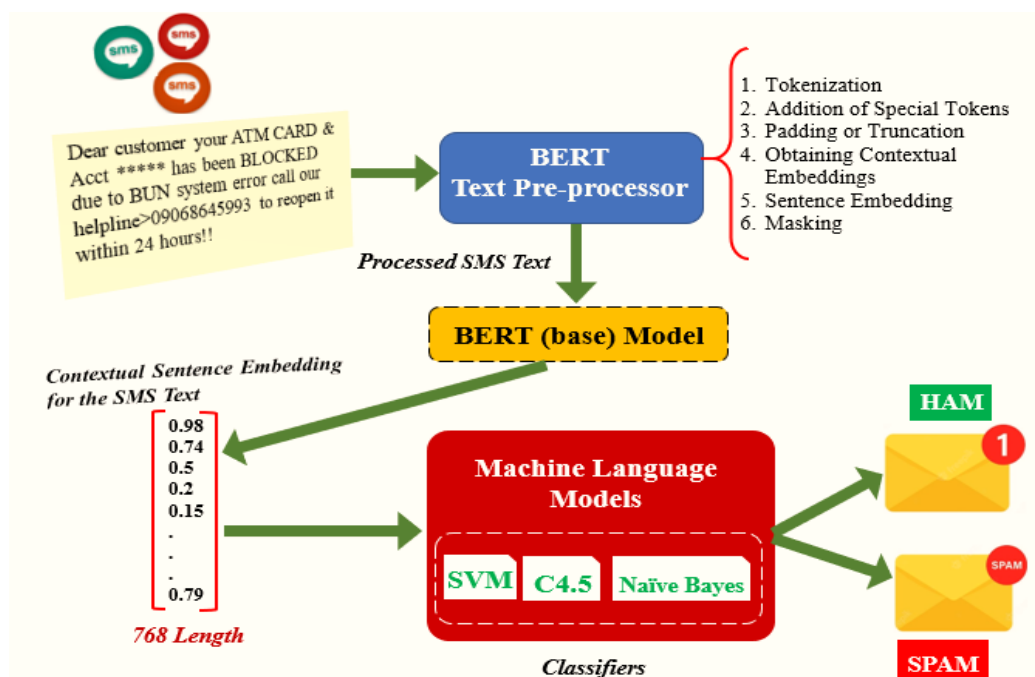 sms
sms
sms
Dear customer your ATM CARD &
Acct ***** has been BLOCKED
due to BUN system error call our
helpline>09068645993 to reopen it
within 24 hours!!
BERT
Text Pre-processor
1. Tokenization
2. Addition of Special Tokens
3. Padding or Truncation
4. Obtaining Contextual
Embeddings
5. Sentence Embedding
6. Masking
Processed SMS Text
BERT (base) Model
Contextual Sentence Embedding
for the SMS Text
0.98
0.74
0.5
0.2
0.15
.
.
.
0.79
768 Length
Machine Language
Models
SVM
C4.5
Naïve Bayes
Classifiers
HAM
1
SPAM
SPAM